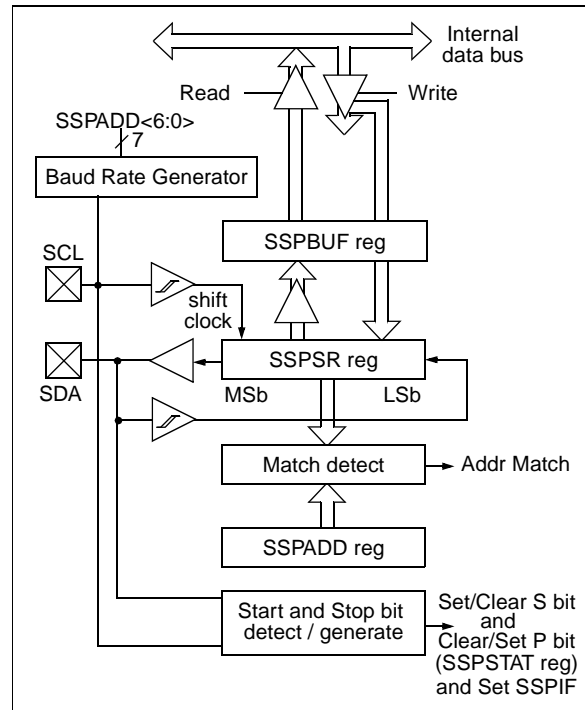 Internal
data bus
Read
Write
SSPADD<6:0>
7
Baud Rate Generator
SSPBUF reg
SCL
shift
clock
SSPSR reg
SDA
MSb
LSb
Match detect
Addr Match
SSPADD reg
Start and Stop bit
detect / generate
Set/Clear S bit
and
Clear/Set P bit
(SSPSTAT reg)
and Set SSPIF